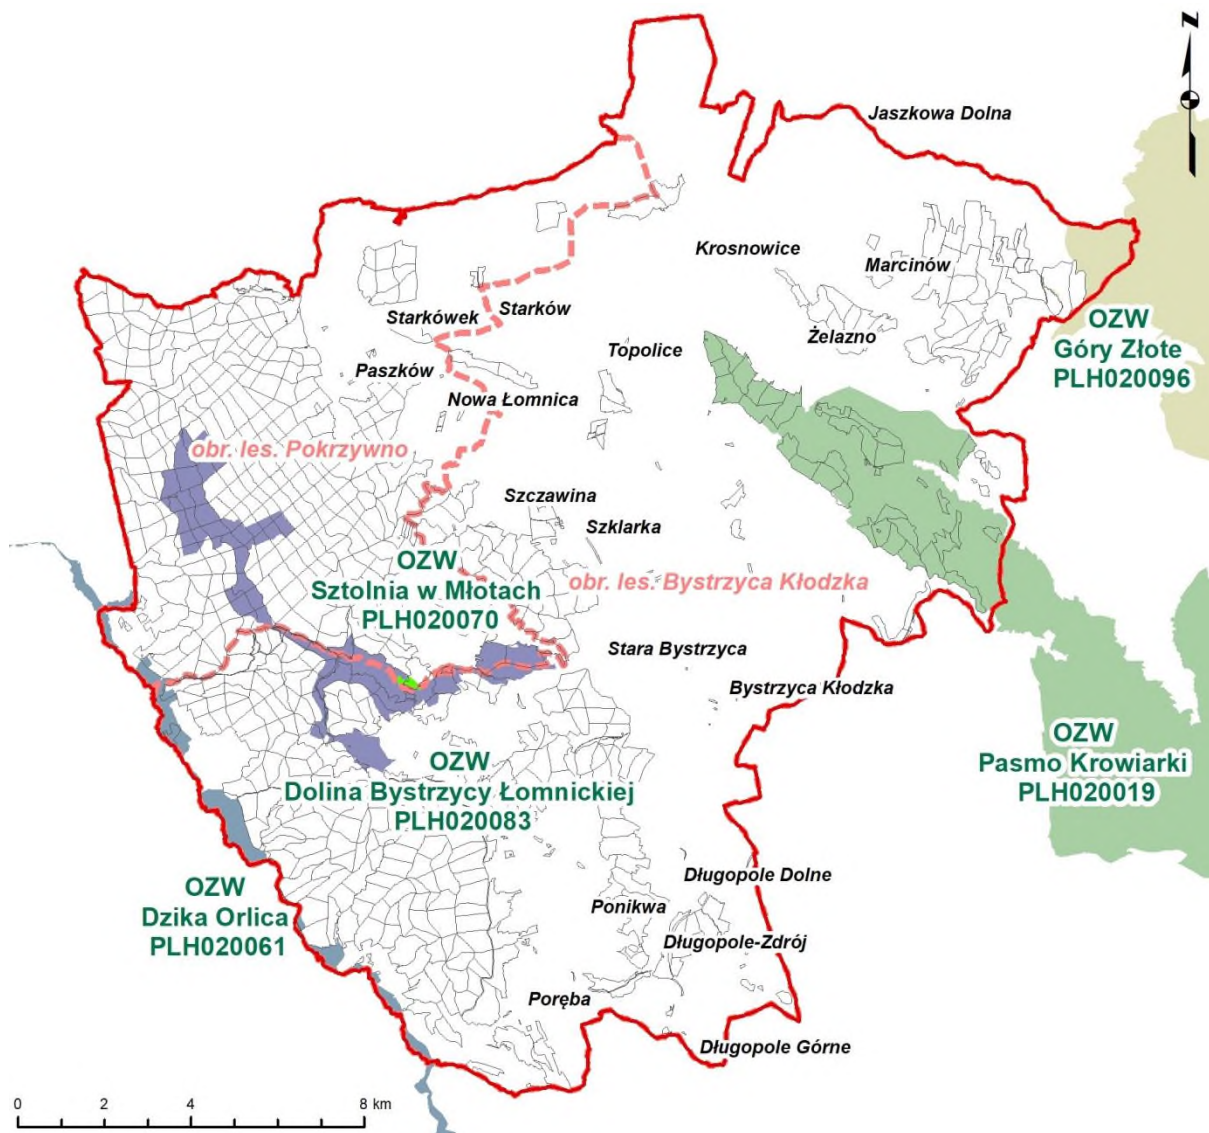 N
Jaszkowa Dolna
Krosnowice
Marcinów
Starków
Starkówek
OZW
Góry Złote
PLH020096
Żelazno
Topolice
Paszków
Nowa Łomnica
obr. les. Pokrzywno
Szczawina
Szklarka
OZW
Sztolnia w Młotach
PLH020070
obr. les. Bystrzyca Kłodzka
Stara Bystrzyca
Bystrzyca Kłodzka
OZW
Pasmo Krowiarki
PLH020019
OZW
Dolina Bystrzycy Łomnickiej
PLH020083
Długopole Dolne
OZW
Dzika Orlica
PLH020061
Ponikwa
Długopole-Zdrój
Poręba
Długopole Górne
0 2 4 8 km